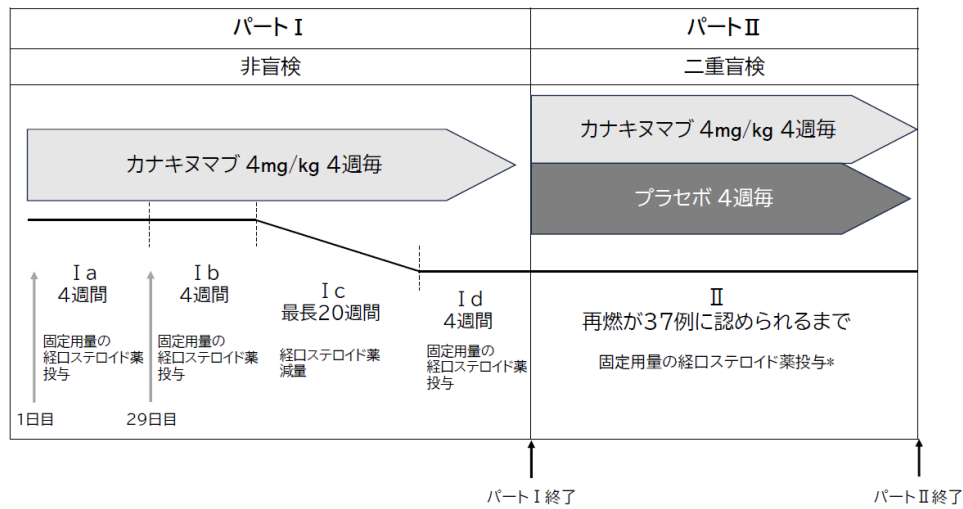 パートⅠ
パートⅡ
非盲検
二重盲検
カナキヌマブ 4mg/kg 4週毎
カナキヌマブ 4mg/kg 4週毎
プラセボ 4週毎
Ⅰa
4週間
固定用量の
経口ステロイド薬
投与
Ⅰb
4週間
固定用量の
経口ステロイド薬
投与
Ⅰc
最長20週間
経口ステロイド薬
減量
Ⅰd
4週間
固定用量の
経口ステロイド薬
投与
Ⅱ
再燃が37例に認められるまで
固定用量の経口ステロイド薬投与*
1日目
29日目
パートⅠ終了
パートⅡ終了